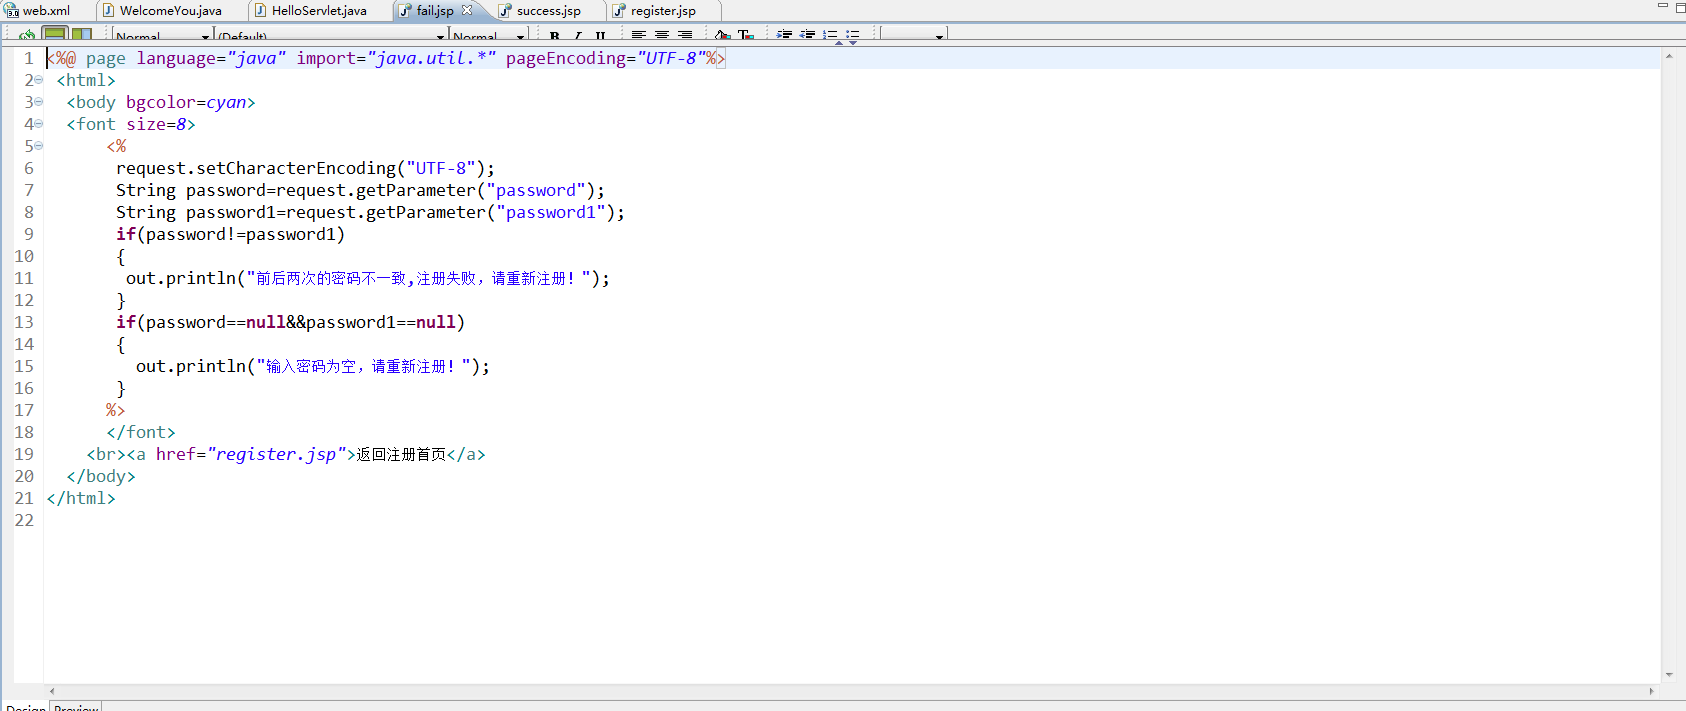 web.xml WelcomeYou.java HelloServlet.java fail.jsp success.jsp register.jsp
Normal (Default) Normal B I U
1 <%@ page language="java" import="java.util.*" pageEncoding="UTF-8"%>
2 <html>
3 <body bgcolor=cyan>
4 <font size=8>
5 <%
6 request.setCharacterEncoding("UTF-8");
7 String password=request.getParameter("password");
8 String password1=request.getParameter("password1");
9 if(password!=password1)
10 {
11 out.println("前后两次的密码不一致,注册失败，请重新注册！");
12 }
13 if(password==null&&password1==null)
14 {
15 out.println("输入密码为空，请重新注册！");
16 }
17 %>
18 </font>
19 <br><a href="register.jsp">返回注册首页</a>
20 </body>
21 </html>
22
Design Preview